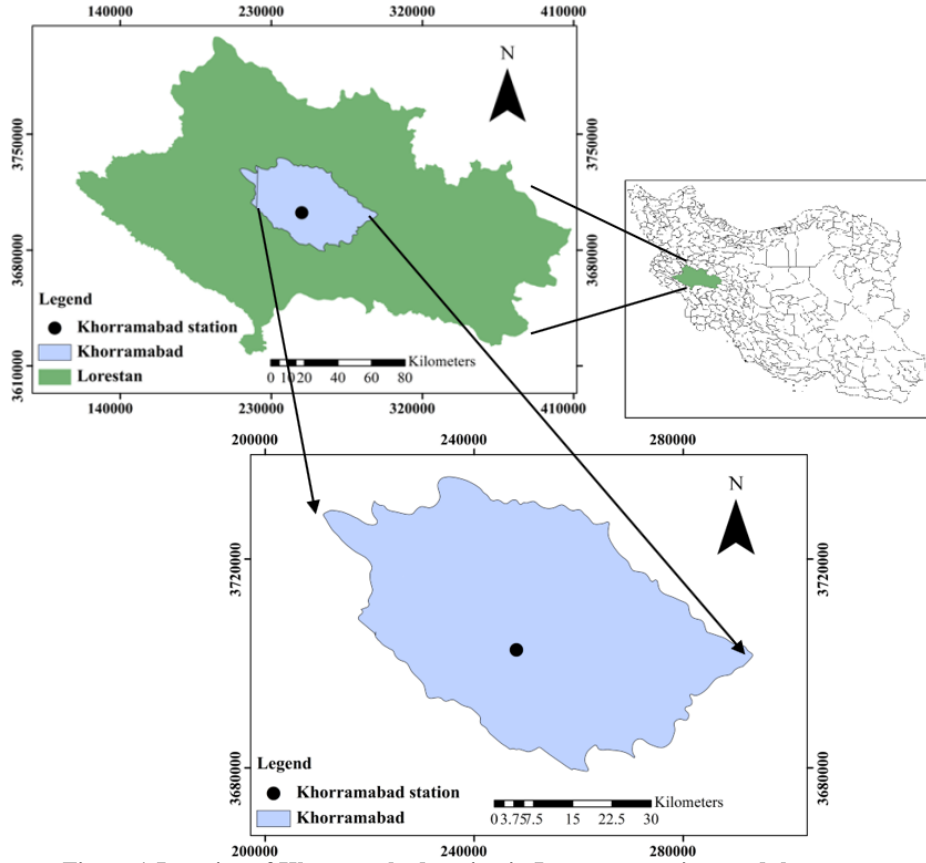 140000 230000 320000 410000
N
3750000 3750000
3680000 3680000
3610000 3610000
Legend
Khorramabad station
Khorramabad
Lorestan
Kilometers
0 10 20 40 60 80
140000 230000 320000 410000
200000 240000 280000
N
3720000 3720000
3680000 3680000
Legend
Khorramabad station
Khorramabad
Kilometers
0 3.75 7.5 15 22.5 30
200000 240000 280000